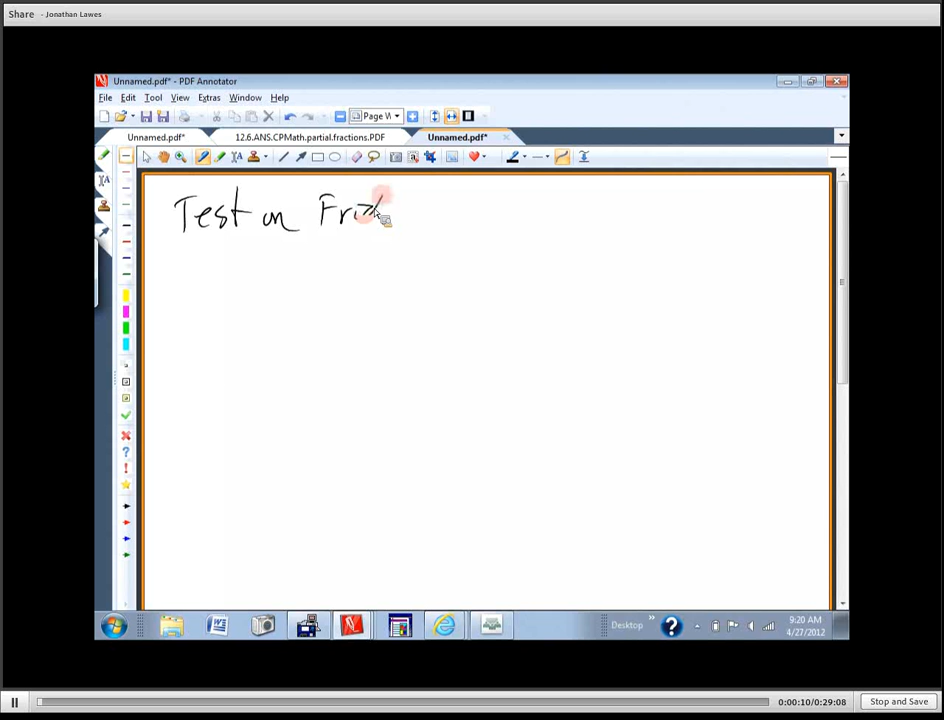 Share - Jonathan Lawes
Unnamed.pdf* - PDF Annotator
File Edit Tool View Extras Window Help
Page W
Unnamed.pdf* 12.6.ANS.CPMath.partial.fractions.PDF Unnamed.pdf*
Test on
Desktop
9:20 AM
4/27/2012
0:00:10/0:29:08 Stop and Save